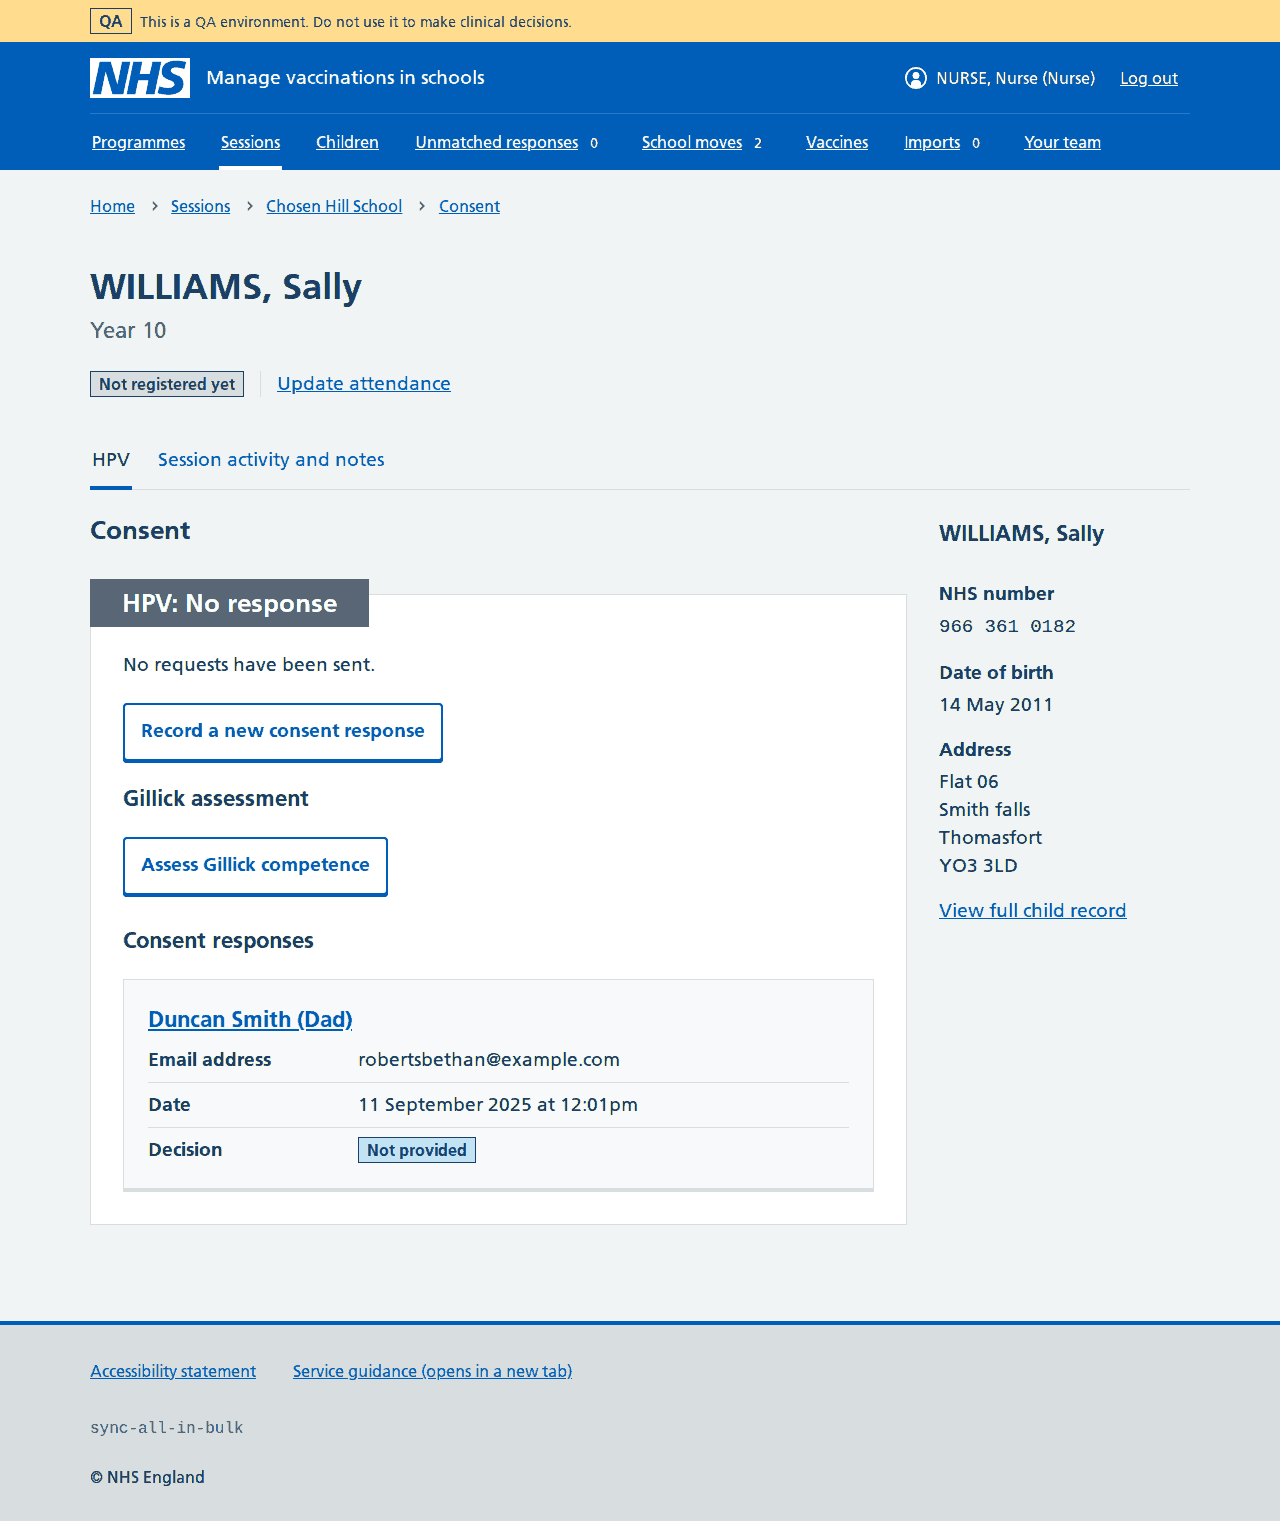 QA This is a QA environment. Do not use it to make clinical decisions.
NHS Manage vaccinations in schools NURSE, Nurse (Nurse) Log out
Programmes Sessions Children Unmatched responses 0 School moves 2 Vaccines Imports 0 Your team
Home > Sessions > Chosen Hill School > Consent
WILLIAMS, Sally
Year 10
Not registered yet Update attendance
HPV Session activity and notes
Consent
HPV: No response
No requests have been sent.
Record a new consent response
Gillick assessment
Assess Gillick competence
Consent responses
Duncan Smith (Dad)
Email address robertsbethan@example.com
Date 11 September 2025 at 12:01pm
Decision Not provided
WILLIAMS, Sally
NHS number
966 361 0182
Date of birth
14 May 2011
Address
Flat 06
Smith falls
Thomasfort
YO3 3LD
View full child record
Accessibility statement Service guidance (opens in a new tab)
sync-all-in-bulk
© NHS England